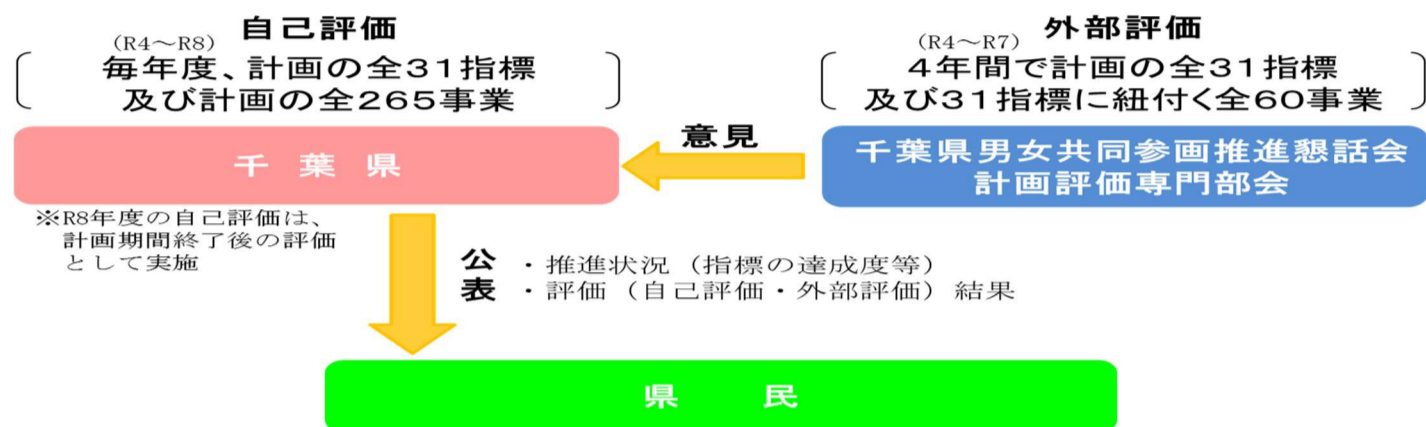 自己評価
(R4～R8)
毎年度、計画の全31指標
及び計画の全265事業
千葉県
※R8年度の自己評価は、
計画期間終了後の評価
として実施
意見
外部評価
(R4～R7)
4年間で計画の全31指標
及び31指標に紐付く全60事業
千葉県男女共同参画推進懇話会
計画評価専門部会
公表
・推進状況（指標の達成度等）
・評価（自己評価・外部評価）結果
県民